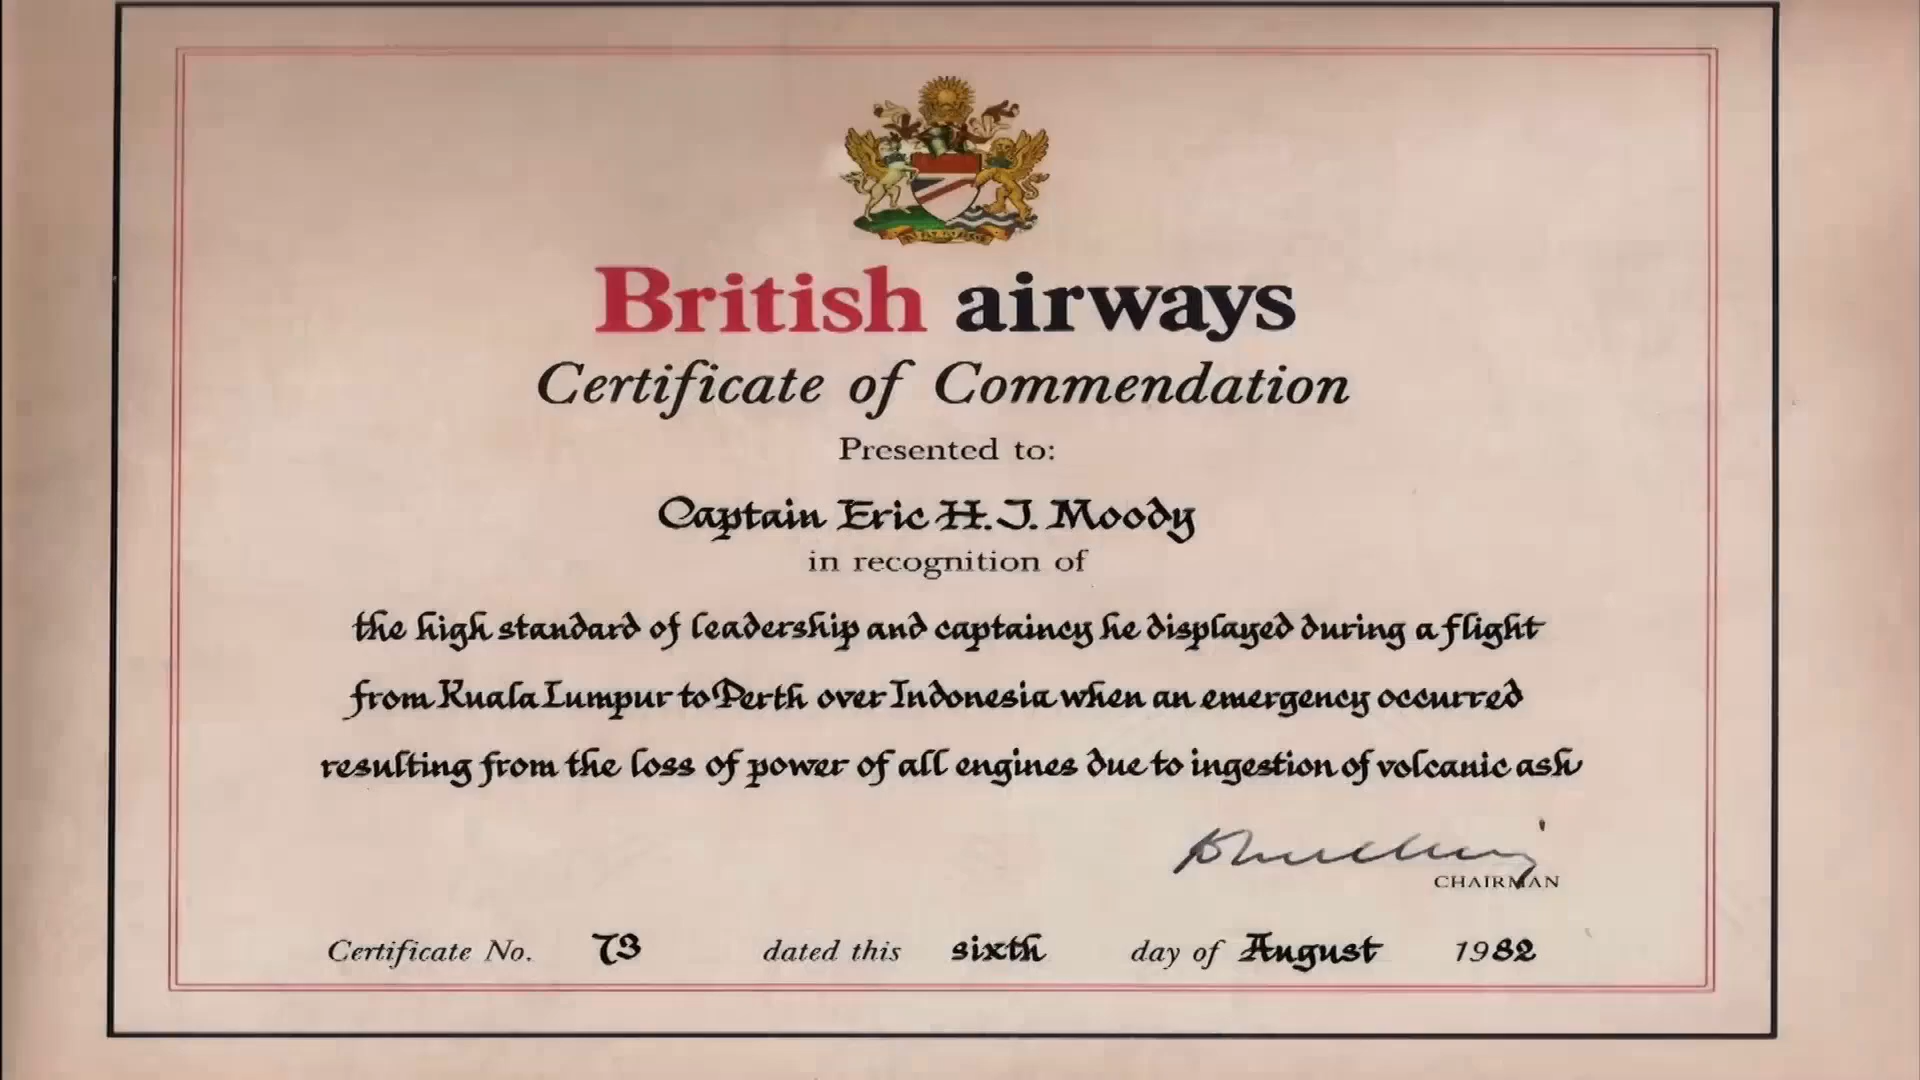 British airways
Certificate of Commendation
Presented to:
Captain Eric H.J. Moody
in recognition of
the high standard of leadership and captaincy he displayed during a flight
from Kuala Lumpur to Perth over Indonesia when an emergency occurred
resulting from the loss of power of all engines due to ingestion of volcanic ash
CHAIRMAN
Certificate No. 73 dated this sixth day of August 1982